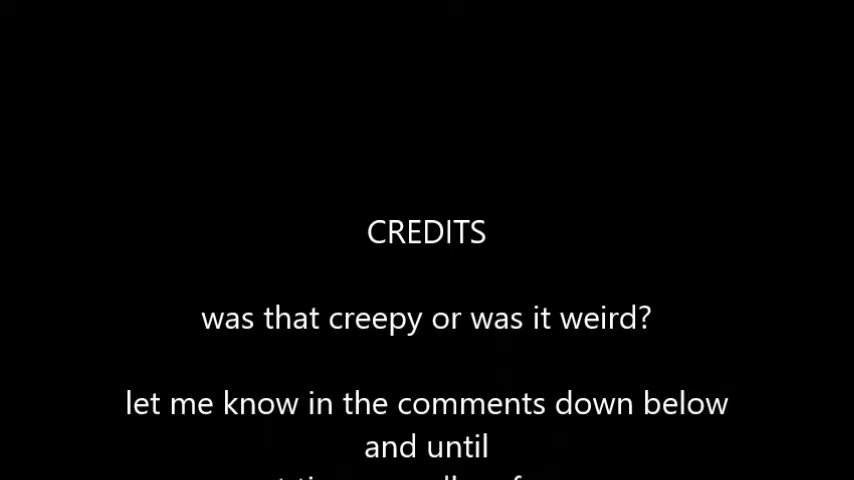 CREDITS
was that creepy or was it weird?
let me know in the comments down below
and until